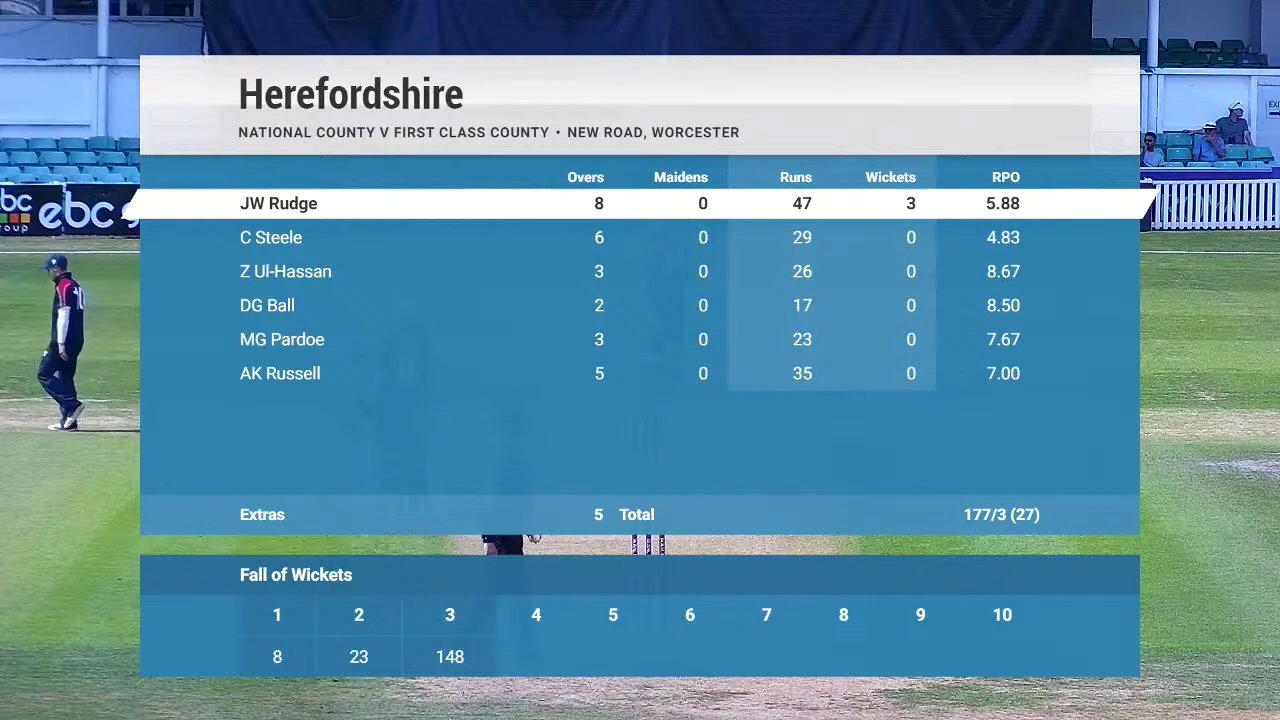 Herefordshire
NATIONAL COUNTY V FIRST CLASS COUNTY • NEW ROAD, WORCESTER
Overs Maidens Runs Wickets RPO
JW Rudge 8 0 47 3 5.88
C Steele 6 0 29 0 4.83
Z Ul-Hassan 3 0 26 0 8.67
DG Ball 2 0 17 0 8.50
MG Pardoe 3 0 23 0 7.67
AK Russell 5 0 35 0 7.00
Extras 5 Total 177/3 (27)
Fall of Wickets
1 2 3 4 5 6 7 8 9 10
8 23 148
ebc